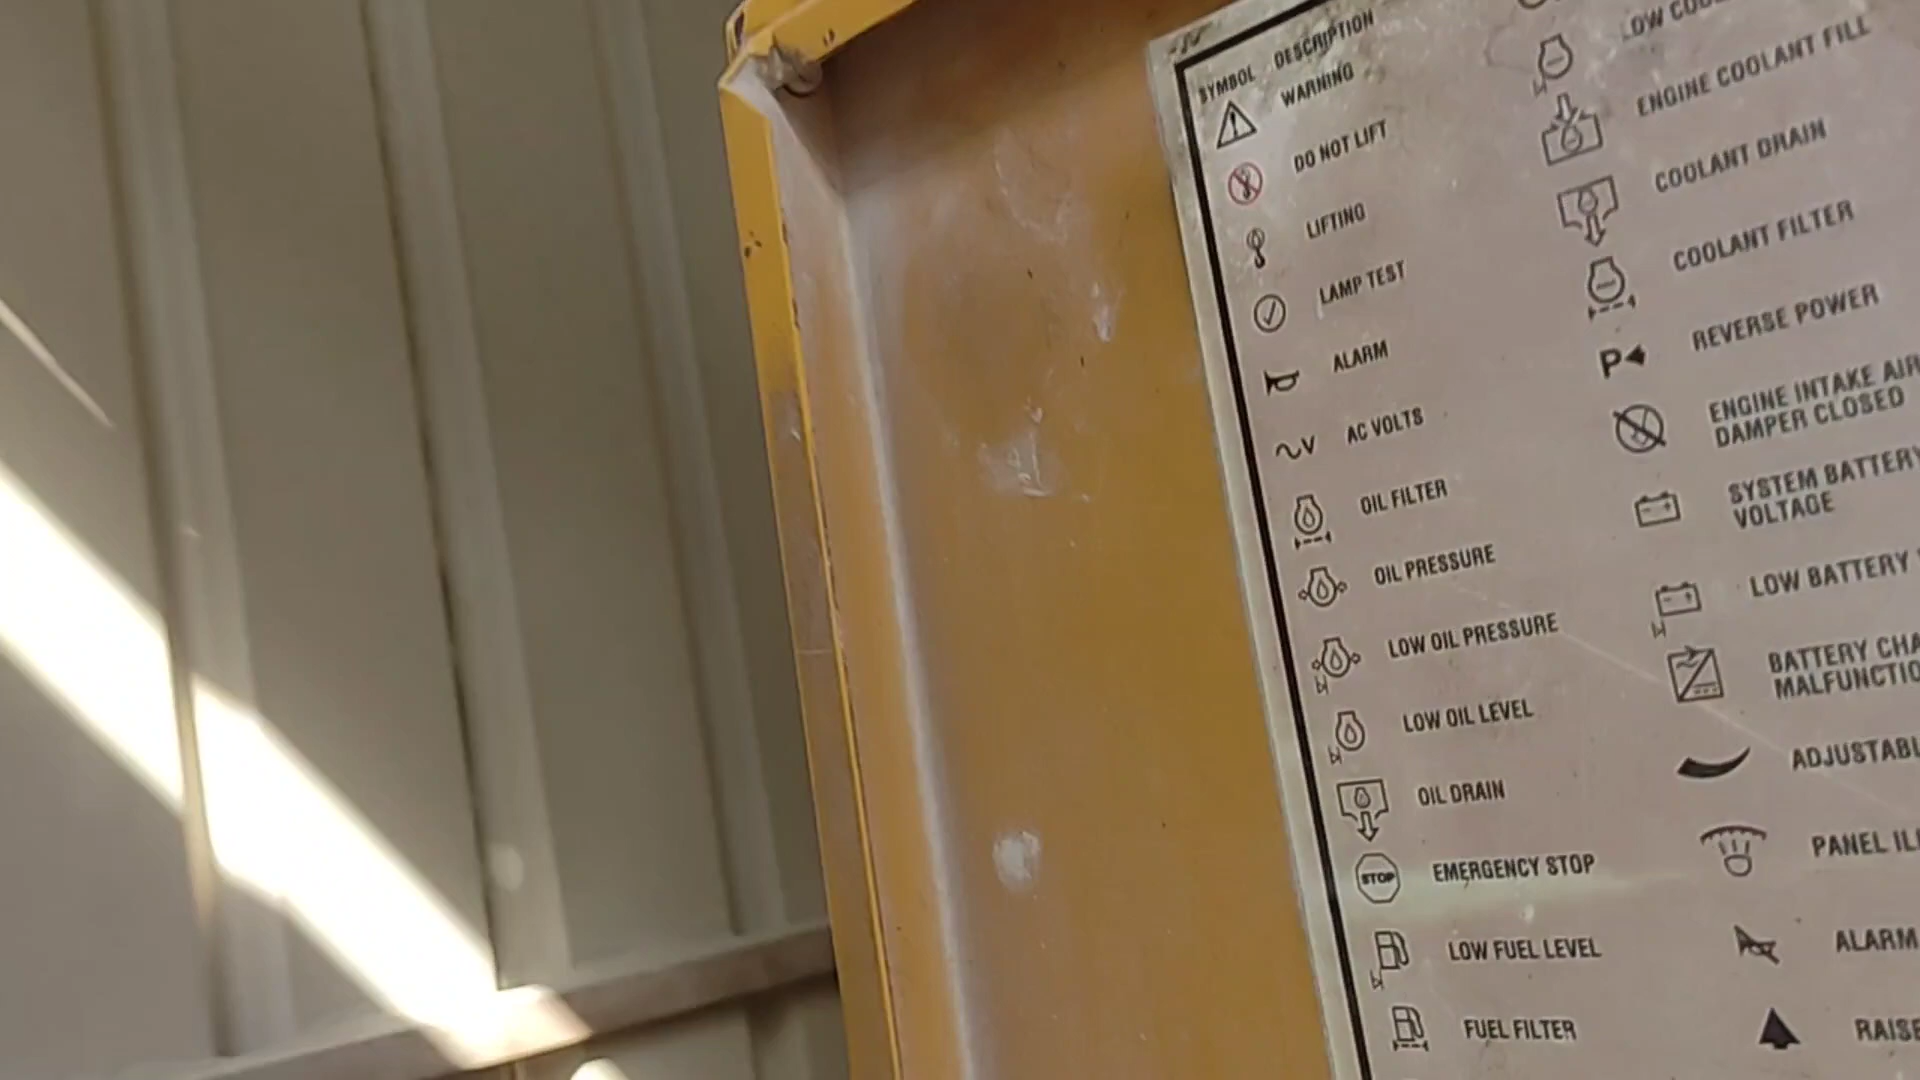 SYMBOL DESCRIPTION
WARNING
DO NOT LIFT
LIFTING
LAMP TEST
ALARM
V AC VOLTS
OIL FILTER
OIL PRESSURE
LOW OIL PRESSURE
LOW OIL LEVEL
OIL DRAIN
STOP EMERGENCY STOP
LOW FUEL LEVEL
FUEL FILTER
LOW
ENGINE COOLANT FILL
COOLANT DRAIN
COOLANT FILTER
P REVERSE POWER
ENGINE INTAKE AIR
DAMPER CLOSED
SYSTEM BATTERY
VOLTAGE
LOW BATTERY
BATTERY CHA
MALFUNCTIO
ADJUSTABL
PANEL ILL
ALARM
RAISE